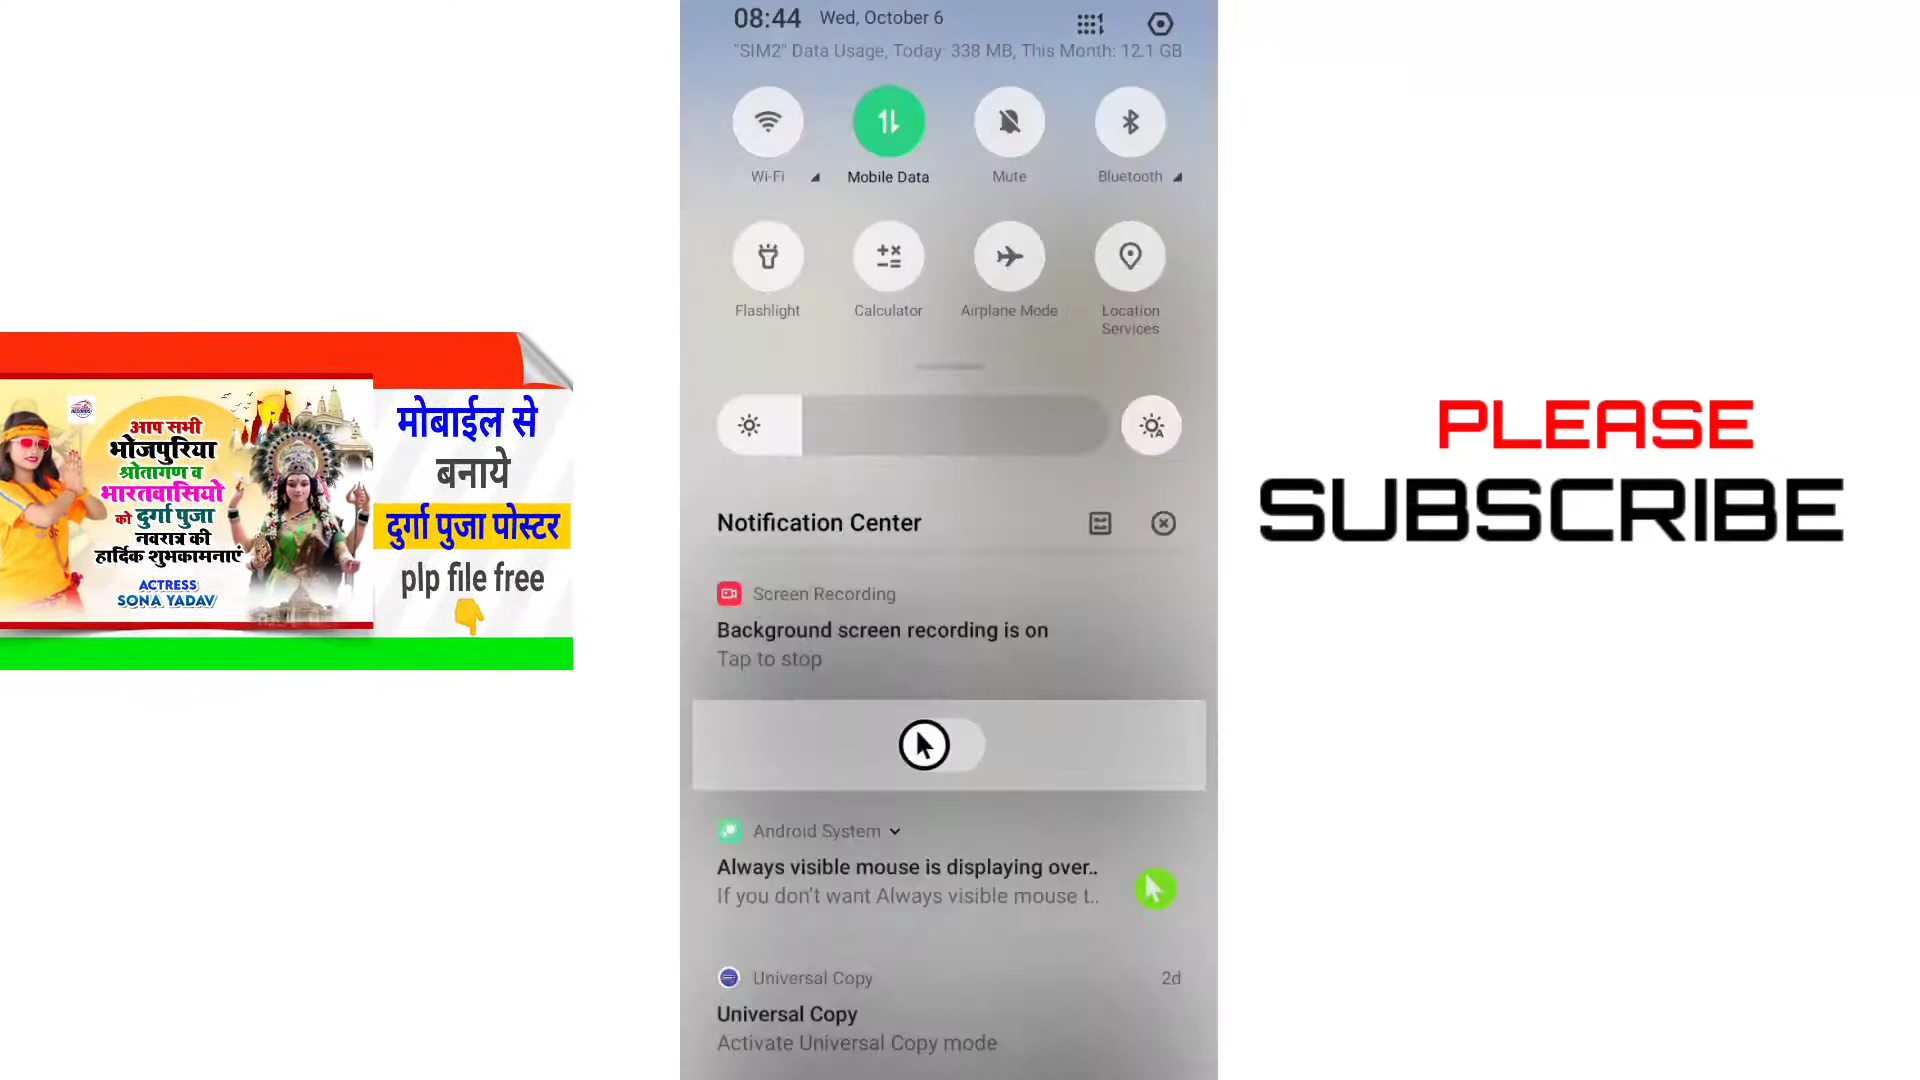 आप सभी
भोजपुरिया
श्रोतागण व
भारतवासियो
को दुर्गा पुजा
नवरात्र की
हार्दिक शुभकामनाएं
ACTRESS
SONA YADAV
मोबाईल से
बनाये
दुर्गा पुजा पोस्टर
plp file free
08:44 Wed, October 6
"SIM2" Data Usage, Today: 338 MB, This Month: 12.1 GB
Wi-Fi Mobile Data Mute Bluetooth
Flashlight Calculator Airplane Mode Location
Services
Notification Center
Screen Recording
Background screen recording is on
Tap to stop
Android System
Always visible mouse is displaying over..
If you don't want Always visible mouse t..
Universal Copy 2d
Universal Copy
Activate Universal Copy mode
PLEASE
SUBSCRIBE